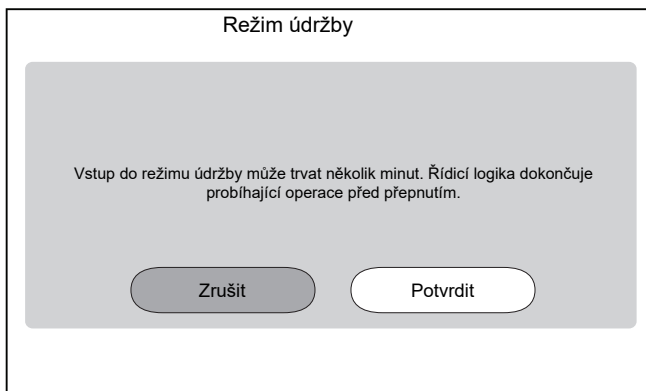 Režim údržby
Vstup do režimu údržby může trvat několik minut. Řídicí logika dokončuje
probíhající operace před přepnutím.
Zrušit
Potvrdit